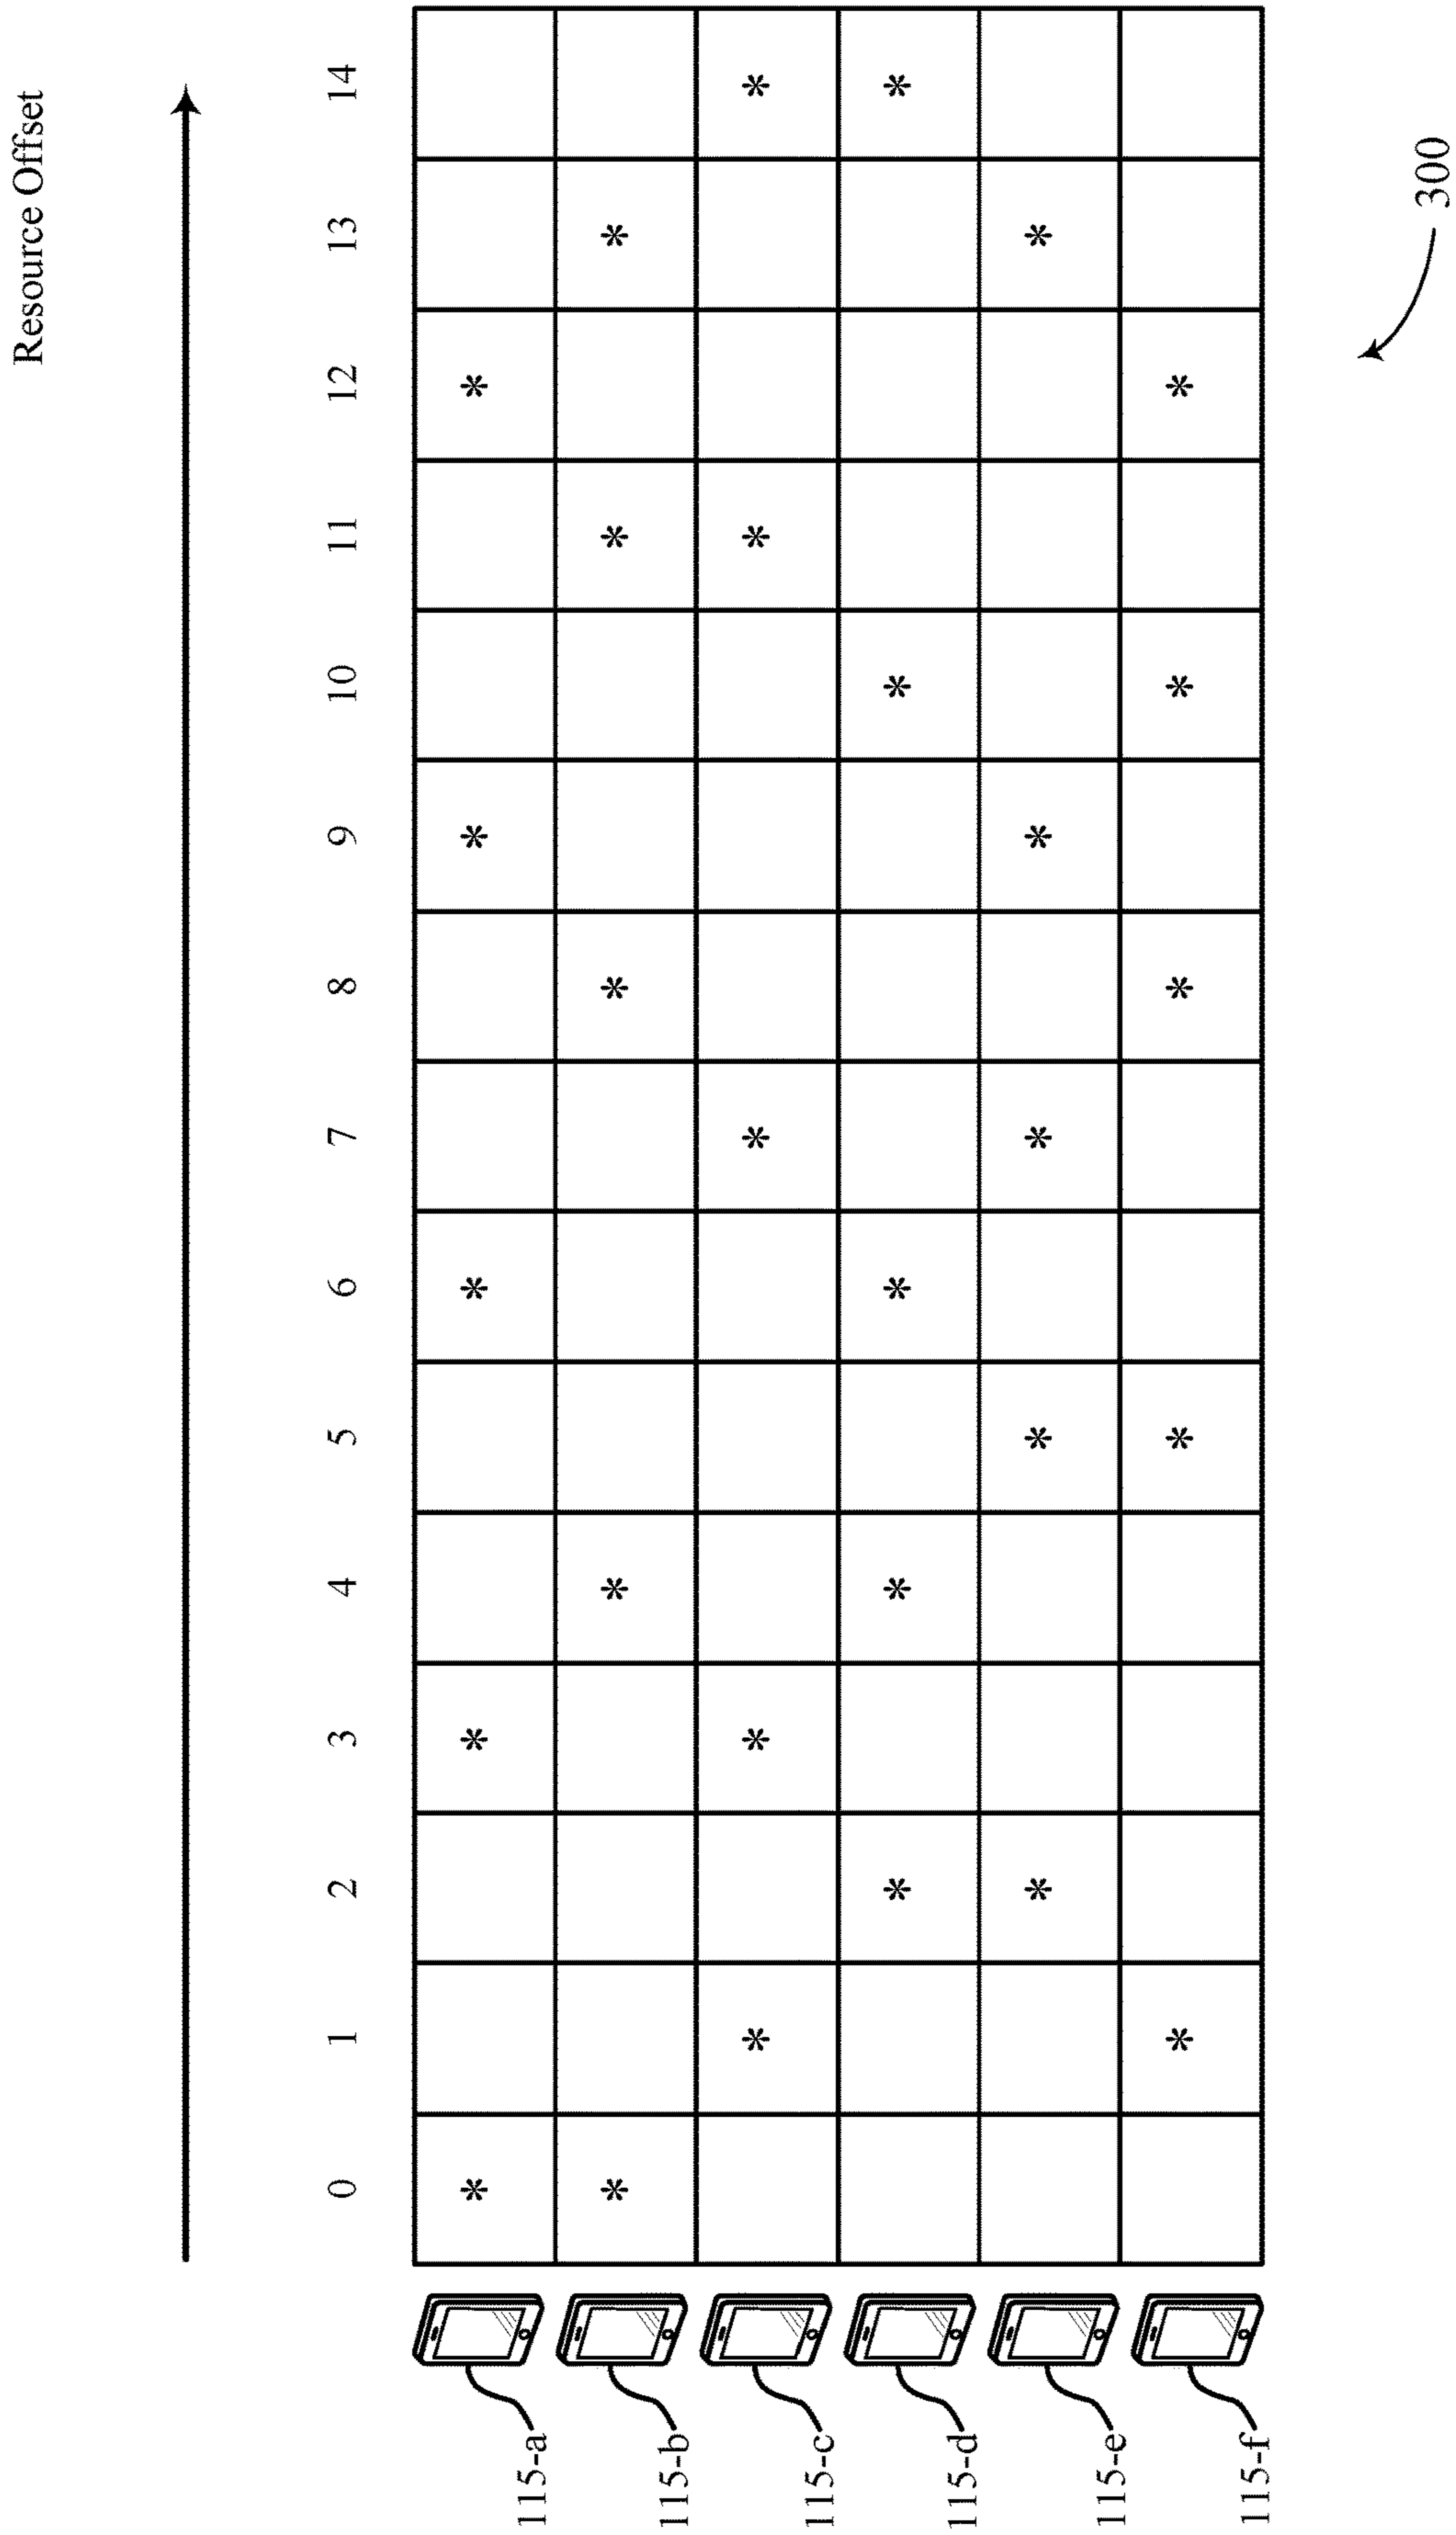 Resource Offset
0 1 2 3 4 5 6 7 8 9 10 11 12 13 14
115-a * * * * *
115-b * * * * *
115-c * * * * *
115-d * * * * *
115-e * * * * *
115-f * * * * *
300